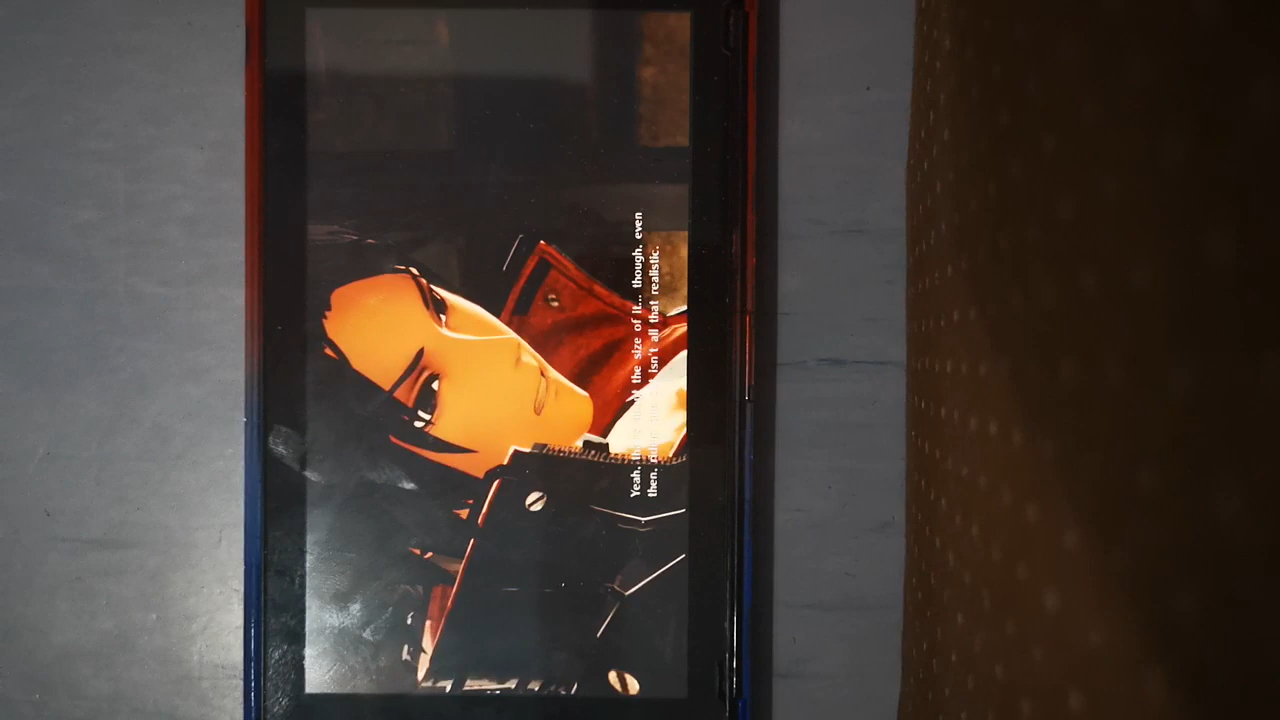 Yeah. the size of it... though. even
then. isn't all that realistic.